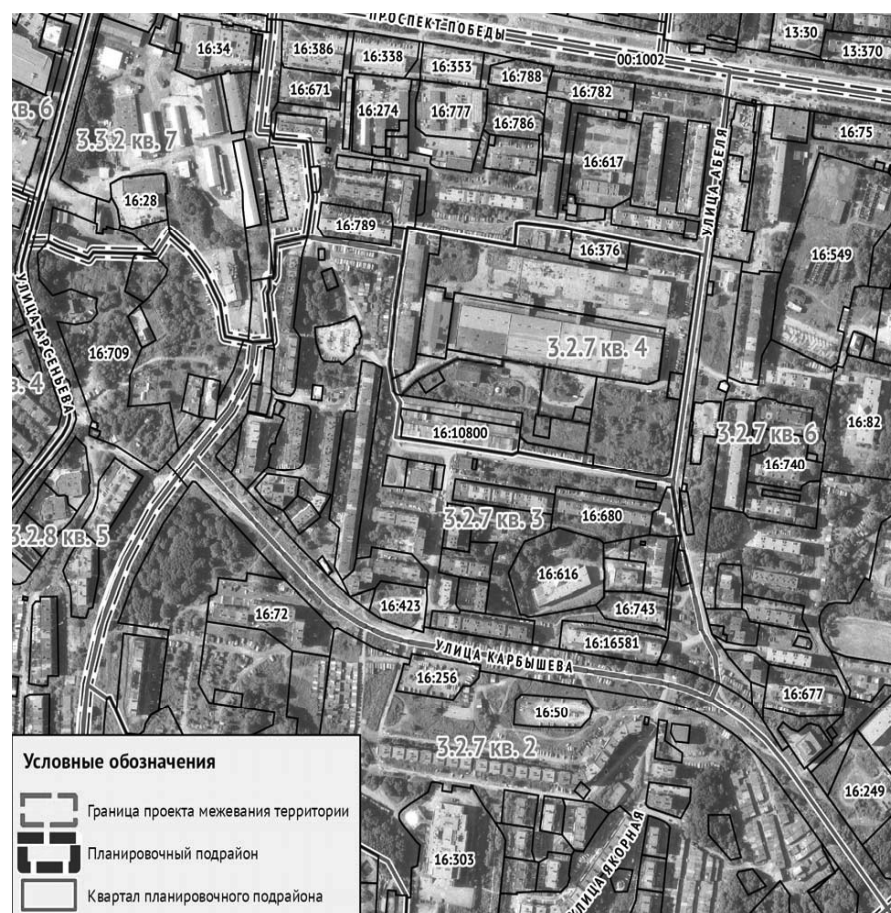 ПРОСПЕКТ ПОБЕДЫ
16:34
16:386
16:338
16:353
16:788
00:1002
13:30
13:370
кв. 6
16:671
16:274
16:777
16:782
16:786
16:75
3.3.2 кв. 7
16:617
УЛИЦА АБЕЛЯ
16:28
16:789
16:376
16:549
УЛИЦА АРСЕНЬЕВА
16:709
3.2.7 кв. 4
в. 4
16:10800
3.2.7 кв. 6
16:82
16:740
3.2.8 кв. 5
3.2.7 кв. 3
16:680
16:616
16:72
16:423
16:743
УЛИЦА КАРБЫШЕВА
16:16581
16:256
16:677
16:50
3.2.7 кв. 2
16:249
16:303
УЛИЦА ЯКОРНАЯ
Условные обозначения
Граница проекта межевания территории
Планировочный подрайон
Квартал планировочного подрайона